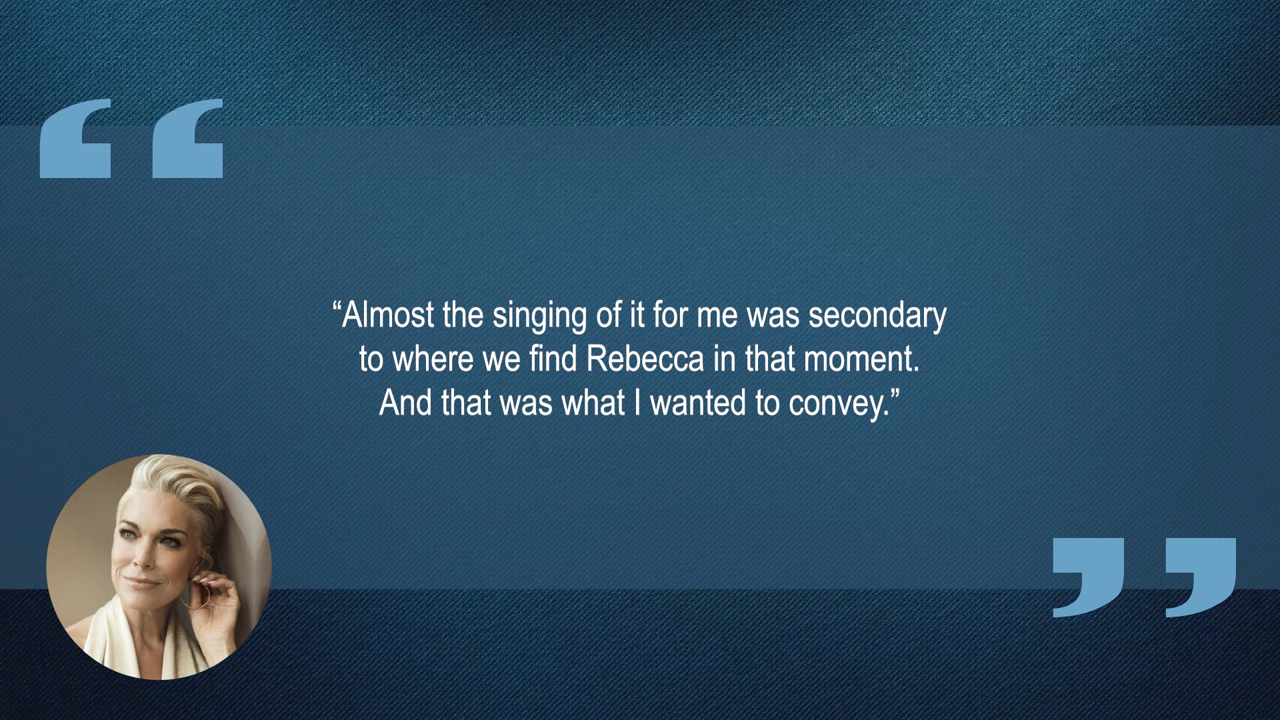 “Almost the singing of it for me was secondary
to where we find Rebecca in that moment.
And that was what I wanted to convey.”